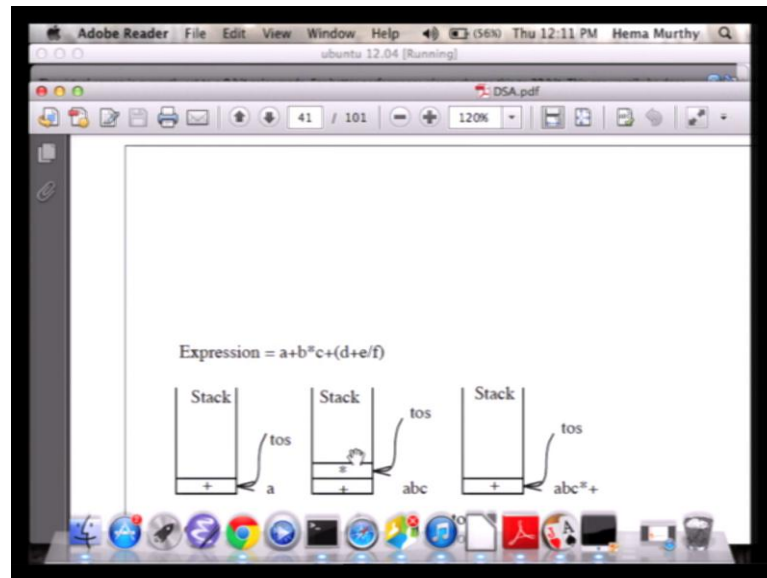 Adobe Reader File Edit View Window Help (56%) Thu 12:11 PM Hema Murthy
ubuntu 12.04 [Running]
DSA.pdf
41 / 101 120%
Expression = a+b*c+(d+e/f)
Stack Stack Stack
tos tos tos
* 
+ a + abc + abc*+